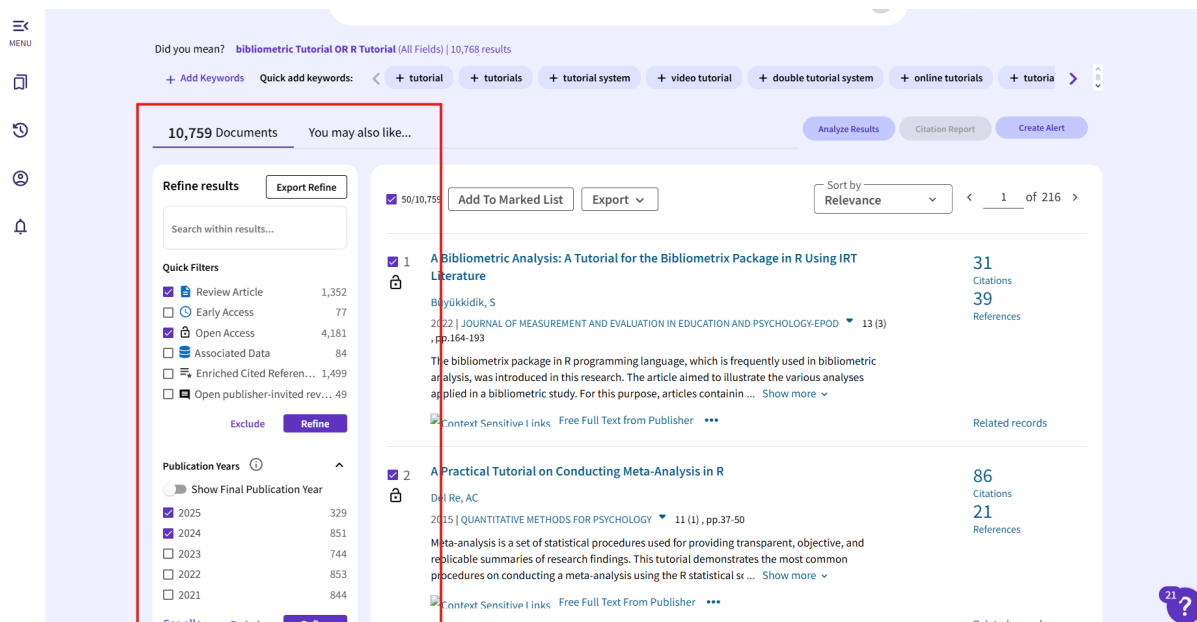 MENU
Did you mean? bibliometric Tutorial OR R Tutorial (All Fields) | 10,768 results
+ Add Keywords Quick add keywords: + tutorial + tutorials + tutorial system + video tutorial + double tutorial system + online tutorials + tutoria
10,759 Documents You may also like...
Analyze Results Citation Report Create Alert
Refine results Export Refine
Search within results...
Quick Filters
Review Article 1,352
Early Access 77
Open Access 4,181
Associated Data 84
Enriched Cited Referen... 1,499
Open publisher-invited rev... 49
Exclude Refine
Publication Years
Show Final Publication Year
2025 329
2024 851
2023 744
2022 853
2021 844
50/10,759 Add To Marked List Export
Sort by
Relevance
1 of 216
1 A Bibliometric Analysis: A Tutorial for the Bibliometrix Package in R Using IRT
Literature
Büyükkidik, S
2022 | JOURNAL OF MEASUREMENT AND EVALUATION IN EDUCATION AND PSYCHOLOGY-EPOD 13 (3)
, pp.164-193
The bibliometrix package in R programming language, which is frequently used in bibliometric
analysis, was introduced in this research. The article aimed to illustrate the various analyses
applied in a bibliometric study. For this purpose, articles containin ... Show more
Context Sensitive Links Free Full Text from Publisher •••
31
Citations
39
References
Related records
2 A Practical Tutorial on Conducting Meta-Analysis in R
Del Re, AC
2015 | QUANTITATIVE METHODS FOR PSYCHOLOGY 11 (1) , pp.37-50
Meta-analysis is a set of statistical procedures used for providing transparent, objective, and
replicable summaries of research findings. This tutorial demonstrates the most common
procedures on conducting a meta-analysis using the R statistical sc ... Show more
Context Sensitive Links Free Full Text From Publisher •••
86
Citations
21
References
21
?